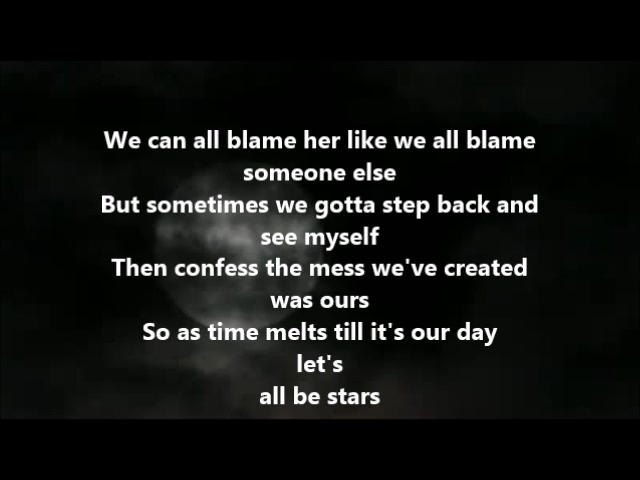 We can all blame her like we all blame
someone else
But sometimes we gotta step back and
see myself
Then confess the mess we've created
was ours
So as time melts till it's our day
let's
all be stars